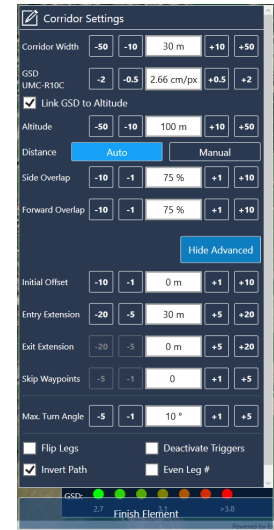 Corridor Settings
Corridor Width -50 -10 30 m +10 +50
GSD
UMC-R10C -2 -0.5 2.66 cm/px +0.5 +2
Link GSD to Altitude
Altitude -50 -10 100 m +10 +50
Distance Auto Manual
Side Overlap -10 -1 75 % +1 +10
Forward Overlap -10 -1 75 % +1 +10
Hide Advanced
Initial Offset -10 -1 0 m +1 +10
Entry Extension -20 -5 30 m +5 +20
Exit Extension -20 -5 0 m +5 +20
Skip Waypoints -5 -1 0 +1 +5
Max. Turn Angle -5 -1 10 ° +1 +5
Flip Legs Deactivate Triggers
Invert Path Even Leg #
GSD:
2.7 3.1 >3.8
Finish Element
Powered by